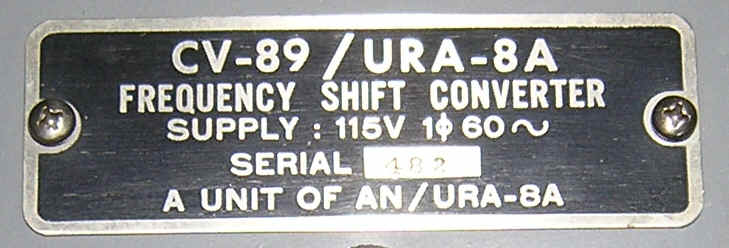 CV-89/URA-8A
FREQUENCY SHIFT CONVERTER
SUPPLY : 115V 1ϕ 60~
SERIAL 482
A UNIT OF AN/URA-8A